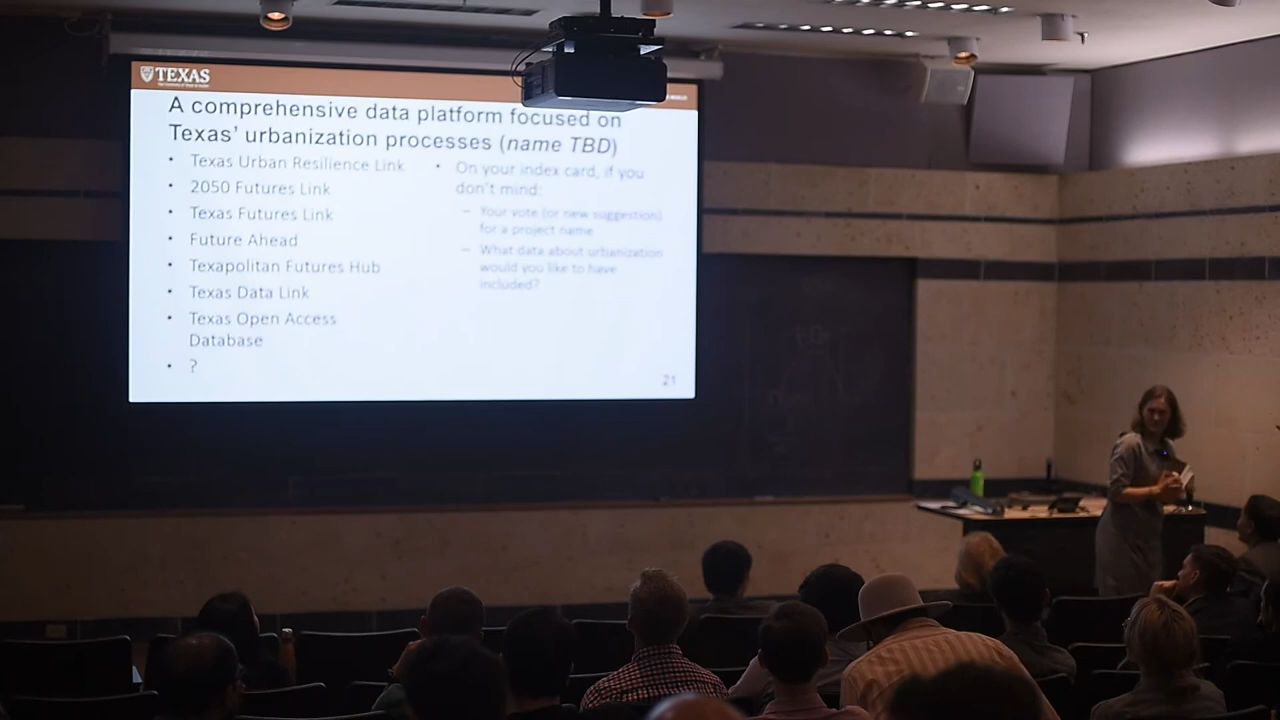 TEXAS
A comprehensive data platform focused on
Texas' urbanization processes (name TBD)
• Texas Urban Resilience Link
• 2050 Futures Link
• Texas Futures Link
• Future Ahead
• Texapolitan Futures Hub
• Texas Data Link
• Texas Open Access
Database
• ?
• On your index card, if you
don't mind:
– Your vote (or new suggestion)
for a project name
– What data about urbanization
would you like to have
included?
21